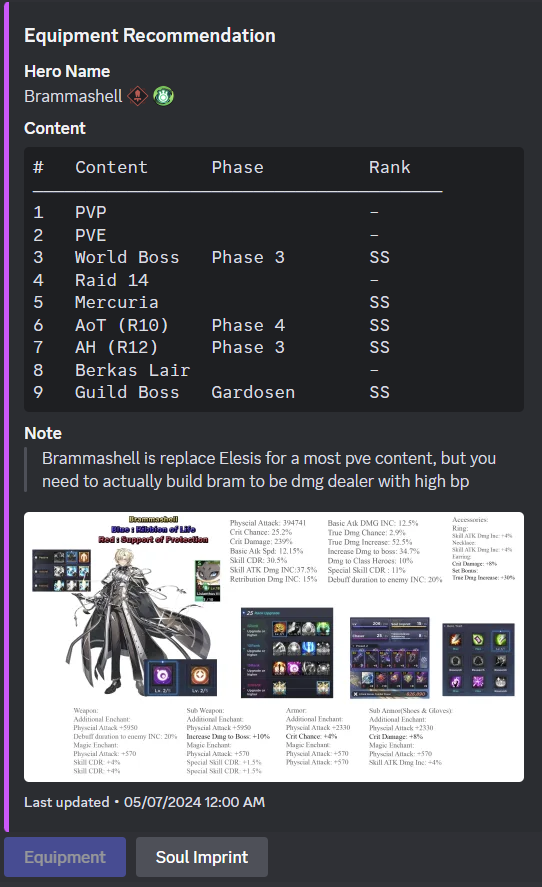 Equipment Recommendation
Hero Name
Brammashell
Content
# Content Phase Rank
1 PVP –
2 PVE –
3 World Boss Phase 3 SS
4 Raid 14 –
5 Mercuria SS
6 AoT (R10) Phase 4 SS
7 AH (R12) Phase 3 SS
8 Berkas Lair –
9 Guild Boss Gardosen SS
Note
Brammashell is replace Elesis for a most pve content, but you
need to actually build bram to be dmg dealer with high bp
Brammashell
Blue : Ribbion of Life
Red : Support of Protection
Lv. 2/1
Lv. 2/1
Physcial Attack: 394741
Crit Chance: 25.2%
Crit Damage: 239%
Basic Atk Spd: 12.15%
Skill CDR: 30.5%
Skill ATK Dmg INC:37.5%
Retribution Dmg INC: 15%
Basic Atk DMG INC: 12.5%
True Dmg Chance: 2.9%
True Dmg Increase: 52.5%
Increase Dmg to boss: 34.7%
Dmg to Class Heroes: 10%
Special Skill CDR : 11%
Debuff duration to enemy INC: 20%
Accessories:
Ring:
Skill ATK Dmg Inc: +4%
Necklace:
Skill ATK Dmg Inc: +4%
Earring:
Crit Damage: +8%
Set Bonus:
True Dmg Increase: +30%
Weapon:
Additional Enchant:
Physcial Attack +5950
Debuff duration to enemy INC: 20%
Magic Enchant:
Physcial Attack: +570
Skill CDR: +4%
Skill CDR: +4%
Sub Weapon:
Additional Enchant:
Physcial Attack +5950
Increase Dmg to Boss: +10%
Magic Enchant:
Physcial Attack: +570
Special Skill CDR: +1.5%
Special Skill CDR: +1.5%
Armor:
Additional Enchant:
Physcial Attack +2330
Crit Chance: +4%
Magic Enchant:
Physcial Attack: +570
Physcial Attack: +570
Sub Armor(Shoes & Gloves):
Additional Enchant:
Physcial Attack +2330
Crit Damage: +8%
Magic Enchant:
Physcial Attack: +570
Skill ATK Dmg Inc: +4%
Last updated • 05/07/2024 12:00 AM
Equipment
Soul Imprint